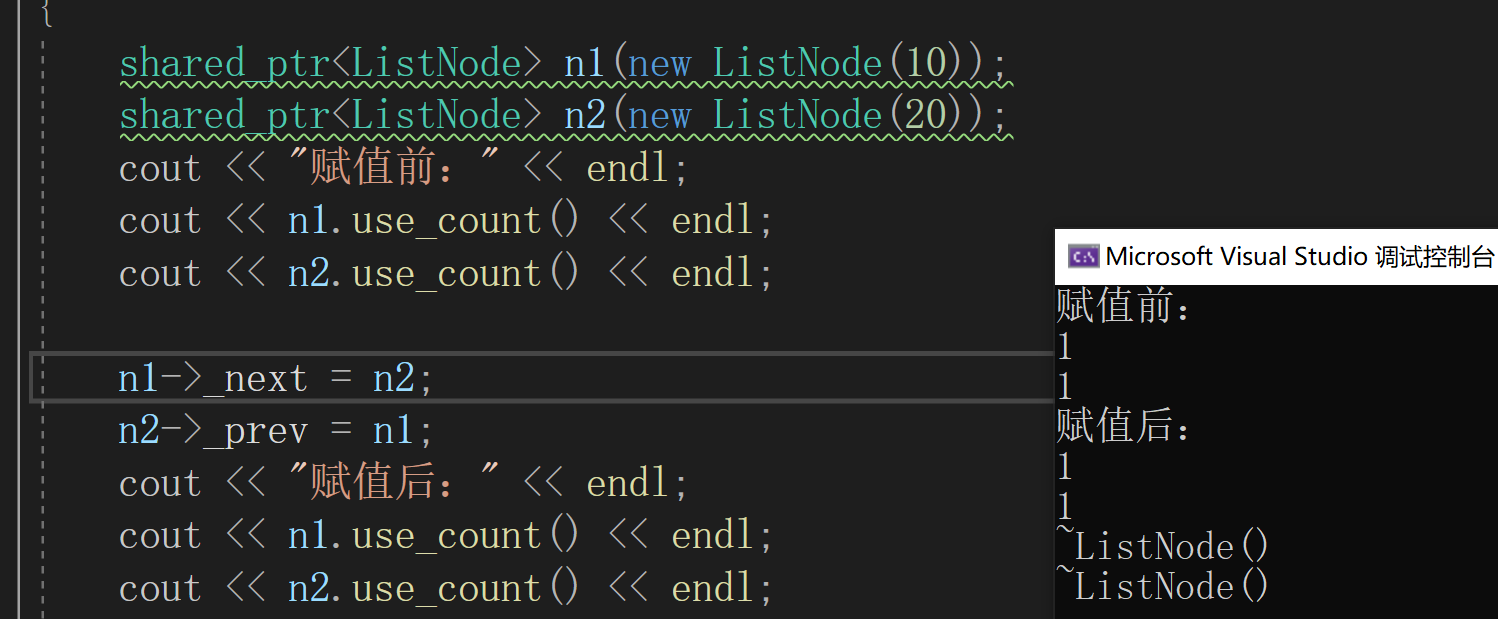 {
shared_ptr<ListNode> n1(new ListNode(10));
shared_ptr<ListNode> n2(new ListNode(20));
cout << "赋值前：" << endl;
cout << n1.use_count() << endl;
cout << n2.use_count() << endl;
n1->_next = n2;
n2->_prev = n1;
cout << "赋值后：" << endl;
cout << n1.use_count() << endl;
cout << n2.use_count() << endl;
Microsoft Visual Studio 调试控制台
赋值前：
1
1
赋值后：
1
1
~ListNode()
~ListNode()